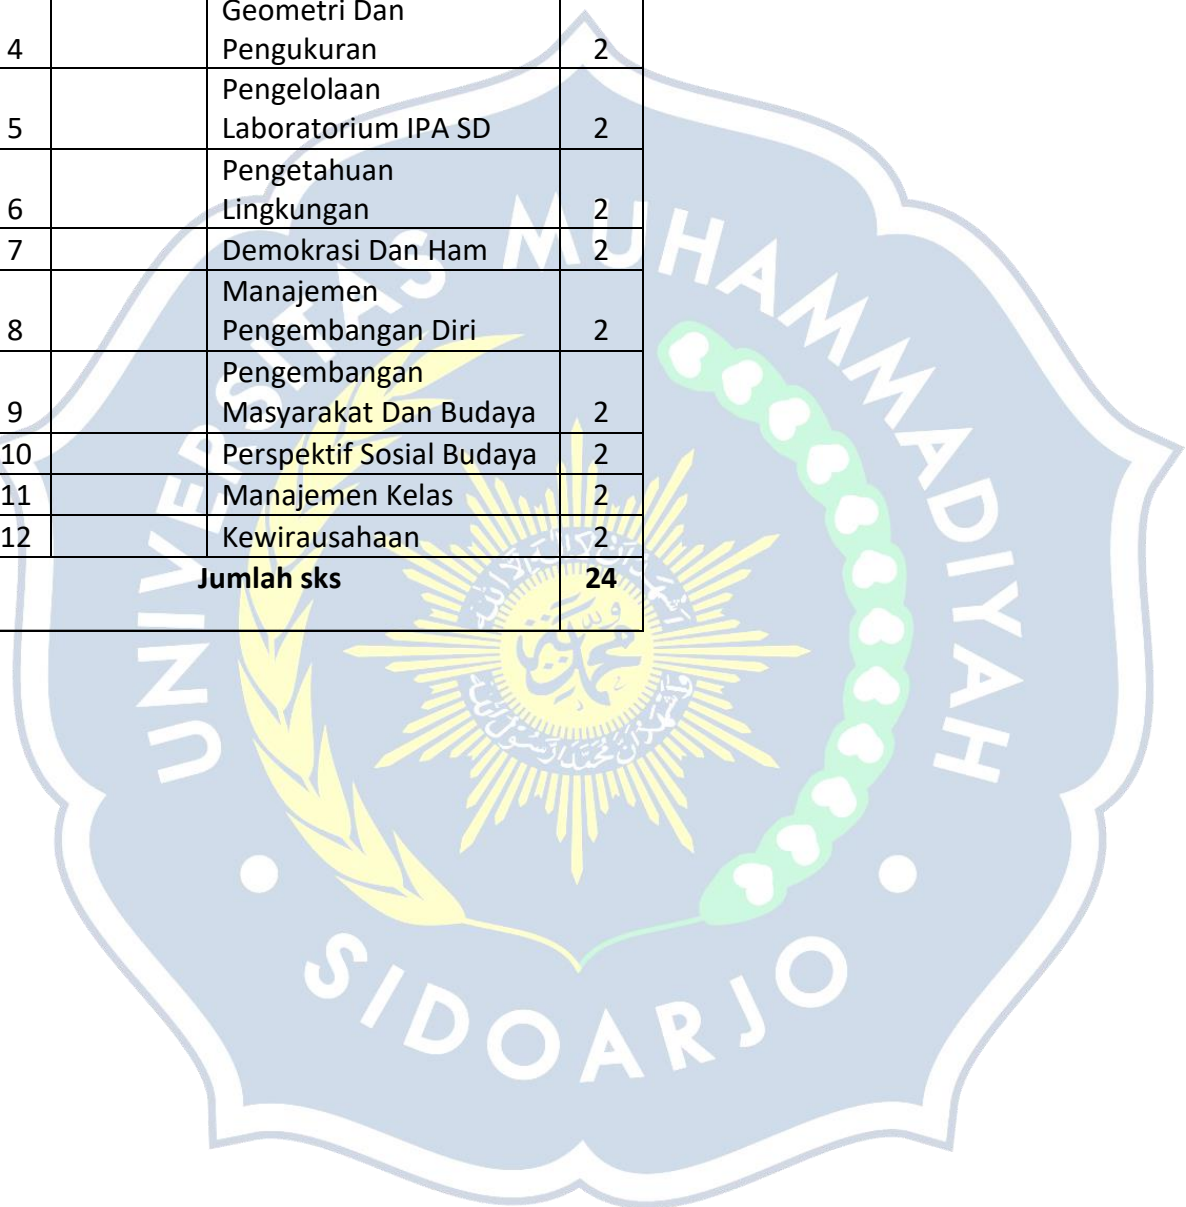 Geometri Dan
4 Pengukuran 2
Pengelolaan
5 Laboratorium IPA SD 2
Pengetahuan
6 Lingkungan 2
7 Demokrasi Dan Ham 2
Manajemen
8 Pengembangan Diri 2
Pengembangan
9 Masyarakat Dan Budaya 2
10 Perspektif Sosial Budaya 2
11 Manajemen Kelas 2
12 Kewirausahaan 2
Jumlah sks 24
UNIVERSITAS MUHAMMADIYAH
SIDOARJO
محمد